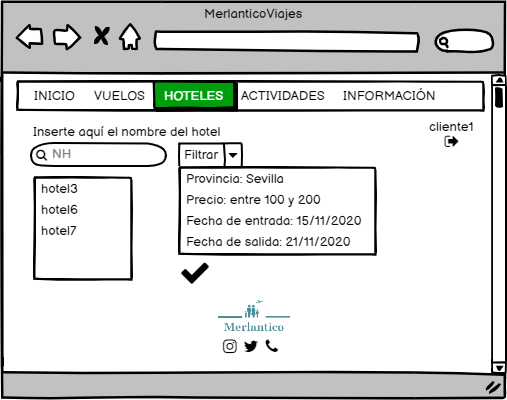 MerlanticoViajes
INICIO VUELOS HOTELES ACTIVIDADES INFORMACIÓN
cliente1
Inserte aquí el nombre del hotel
NH
Filtrar
hotel3
hotel6
hotel7
Provincia: Sevilla
Precio: entre 100 y 200
Fecha de entrada: 15/11/2020
Fecha de salida: 21/11/2020
Merlantico